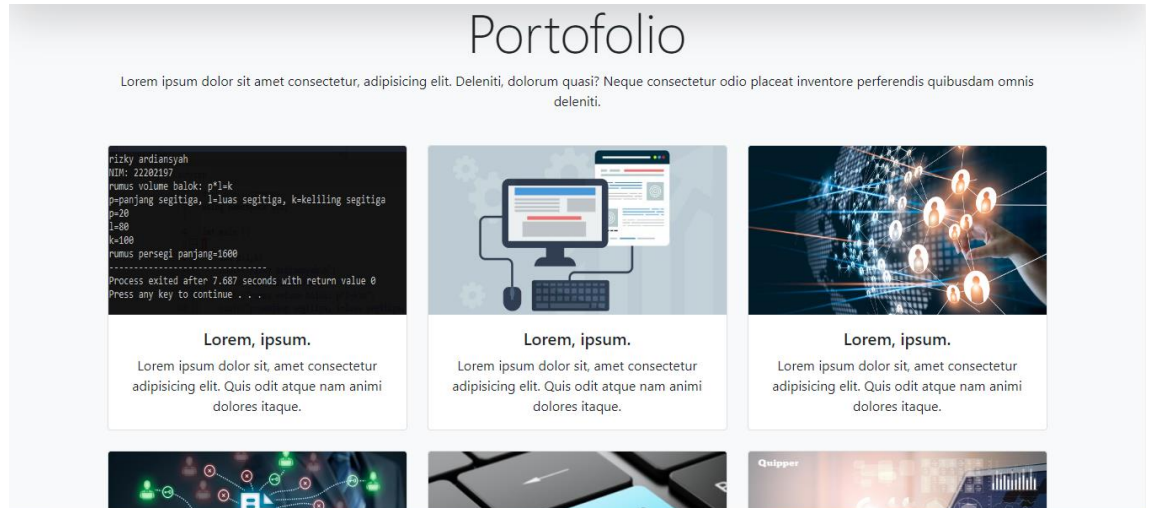 Portofolio
Lorem ipsum dolor sit amet consectetur, adipisicing elit. Deleniti, dolorum quasi? Neque consectetur odio placeat inventore perferendis quibusdam omnis
deleniti.
rizky ardiansyah
NIM: 22202197
rumus volume balok: p*l=k
p=panjang segitiga, l=luas segitiga, k=keliling segitiga
p=20
l=80
k=100
rumus persegi panjang=1600
--------------------------------
Process exited after 7.687 seconds with return value 0
Press any key to continue . . .
Lorem, ipsum.
Lorem ipsum dolor sit, amet consectetur
adipisicing elit. Quis odit atque nam animi
dolores itaque.
Lorem, ipsum.
Lorem ipsum dolor sit, amet consectetur
adipisicing elit. Quis odit atque nam animi
dolores itaque.
Lorem, ipsum.
Lorem ipsum dolor sit, amet consectetur
adipisicing elit. Quis odit atque nam animi
dolores itaque.
Quipper